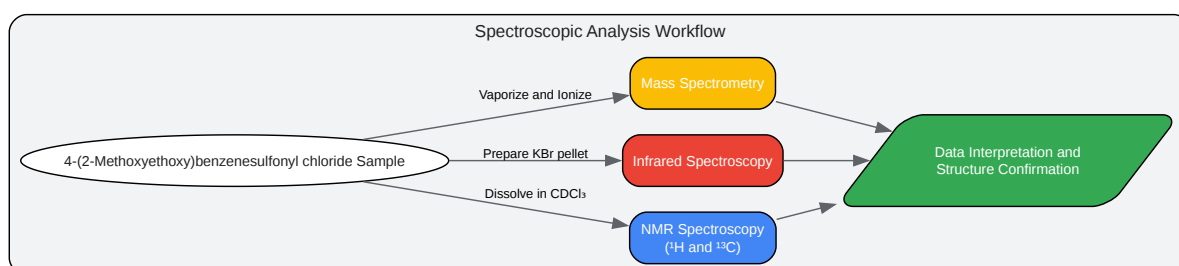 Spectroscopic Analysis Workflow
Mass Spectrometry
Vaporize and Ionize
4-(2-Methoxyethoxy)benzenesulfonyl chloride Sample
Prepare KBr pellet
Infrared Spectroscopy
Data Interpretation and
Structure Confirmation
Dissolve in CDCl₃
NMR Spectroscopy
(¹H and ¹³C)